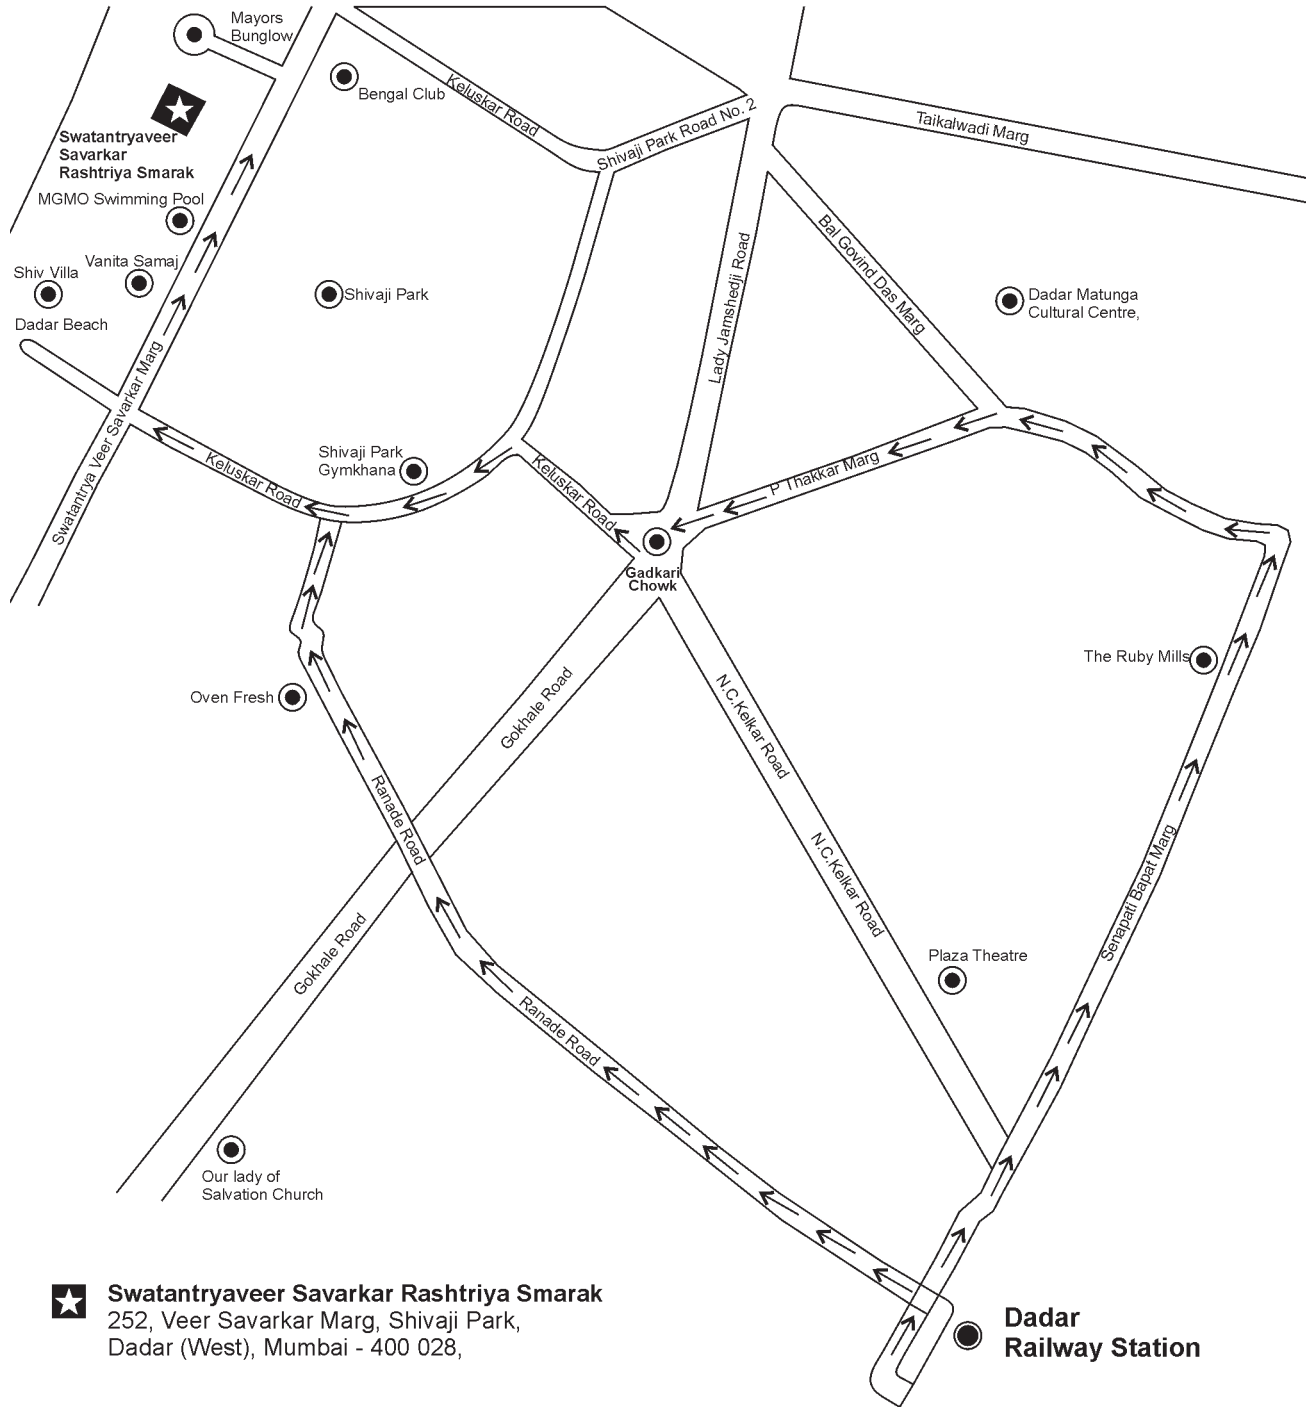 Mayors
Bunglow
Bengal Club
Keluskar Road
Shivaji Park Road No. 2
Taikalwadi Marg
Swatantryaveer
Savarkar
Rashtriya Smarak
MGMO Swimming Pool
Vanita Samaj
Shiv Villa
Dadar Beach
Shivaji Park
Lady Jamshedji Road
Bal Govind Das Marg
Dadar Matunga
Cultural Centre,
Swatantrya Veer Savarkar Marg
Keluskar Road
Shivaji Park
Gymkhana
Keluskar Road
P Thakkar Marg
Gadkari
Chowk
The Ruby Mills
Oven Fresh
Gokhale Road
N.C.Kelkar Road
Ranade Road
N.C.Kelkar Road
Senapati Bapat Marg
Gokhale Road
Plaza Theatre
Ranade Road
Our lady of
Salvation Church
Swatantryaveer Savarkar Rashtriya Smarak
252, Veer Savarkar Marg, Shivaji Park,
Dadar (West), Mumbai - 400 028,
Dadar
Railway Station